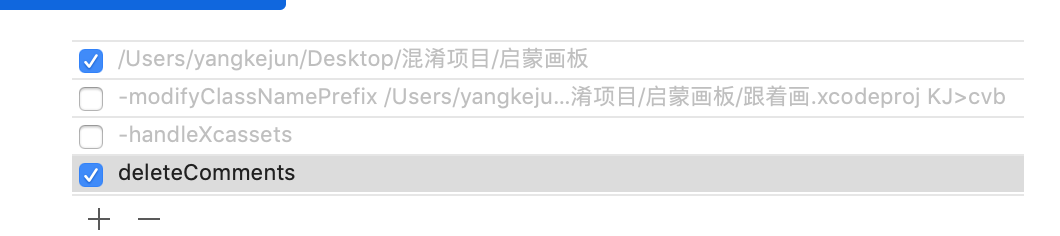 /Users/yangkejun/Desktop/混淆项目/启蒙画板
-modifyClassNamePrefix /Users/yangkeju...淆项目/启蒙画板/跟着画.xcodeproj KJ>cvb
-handleXcassets
deleteComments